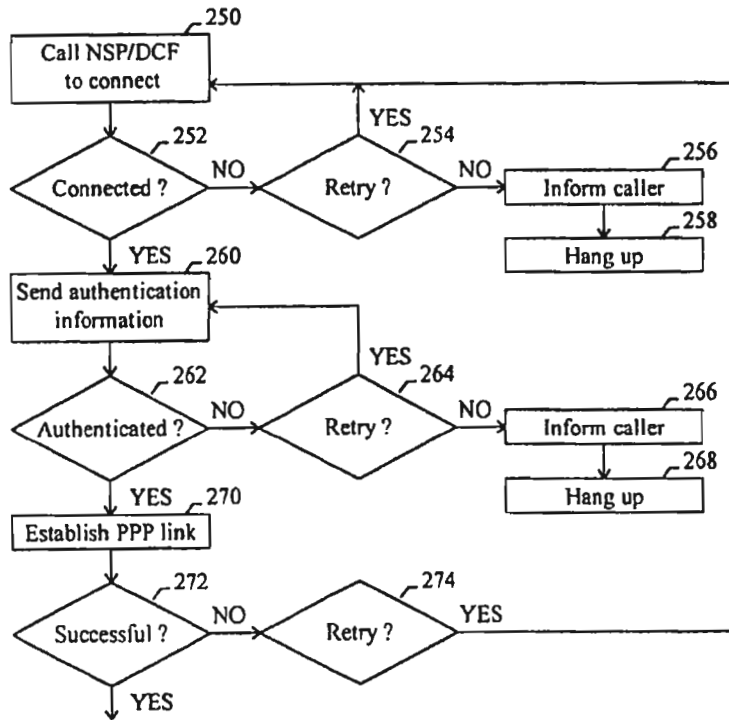 250
Call NSP/DCF
to connect
YES
252
254
256
Connected ?
NO
Retry ?
NO
Inform caller
258
YES
260
Hang up
Send authentication
information
YES
262
264
266
Authenticated ?
NO
Retry ?
NO
Inform caller
268
YES
270
Hang up
Establish PPP link
272
274
Successful ?
NO
Retry ?
YES
YES